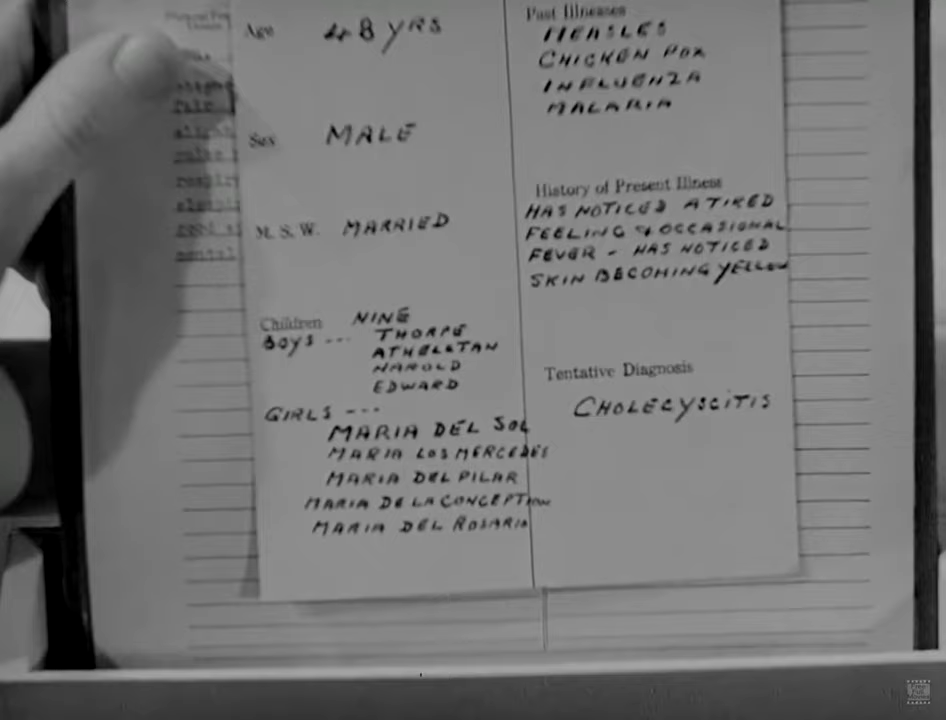 Age 48 YRS
Sex MALE
M. S. W. MARRIED
Children NINE
BOYS --- THORPE
ATHELSTAN
HAROLD
EDWARD
GIRLS ---
MARIA DEL SOL
MARIA LOS MERCEDES
MARIA DEL PILAR
MARIA DE LA CONCEPTION
MARIA DEL ROSARIO
Past Illnesses
MEASLES
CHICKEN POX
INFLUENZA
MALARIA
History of Present Illness
HAS NOTICED A TIRED
FEELING & OCCASIONAL
FEVER - HAS NOTICED
SKIN BECOMING YELLOW
Tentative Diagnosis
CHOLECYSCITIS